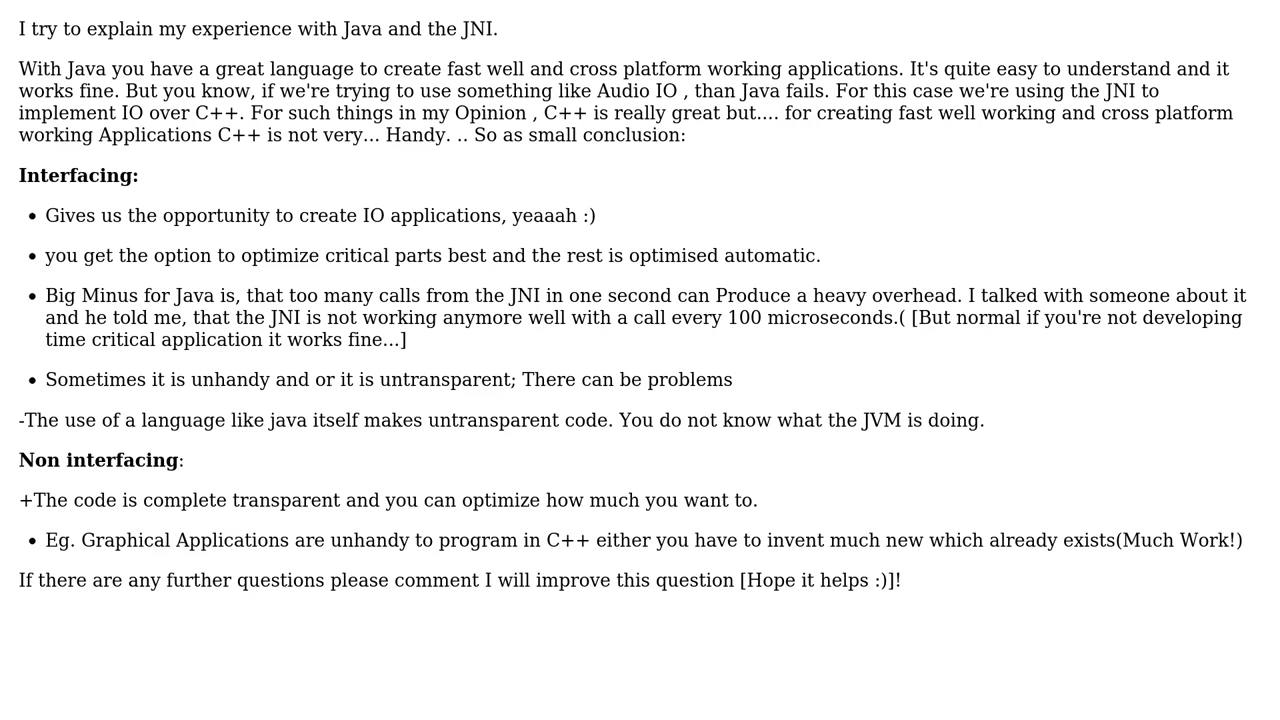 I try to explain my experience with Java and the JNI.
With Java you have a great language to create fast well and cross platform working applications. It's quite easy to understand and it
works fine. But you know, if we're trying to use something like Audio IO , than Java fails. For this case we're using the JNI to
implement IO over C++. For such things in my Opinion , C++ is really great but.... for creating fast well working and cross platform
working Applications C++ is not very... Handy. .. So as small conclusion:
Interfacing:
• Gives us the opportunity to create IO applications, yeaaah :)
• you get the option to optimize critical parts best and the rest is optimised automatic.
• Big Minus for Java is, that too many calls from the JNI in one second can Produce a heavy overhead. I talked with someone about it
and he told me, that the JNI is not working anymore well with a call every 100 microseconds.( [But normal if you're not developing
time critical application it works fine...]
• Sometimes it is unhandy and or it is untransparent; There can be problems
-The use of a language like java itself makes untransparent code. You do not know what the JVM is doing.
Non interfacing:
+The code is complete transparent and you can optimize how much you want to.
• Eg. Graphical Applications are unhandy to program in C++ either you have to invent much new which already exists(Much Work!)
If there are any further questions please comment I will improve this question [Hope it helps :)]!